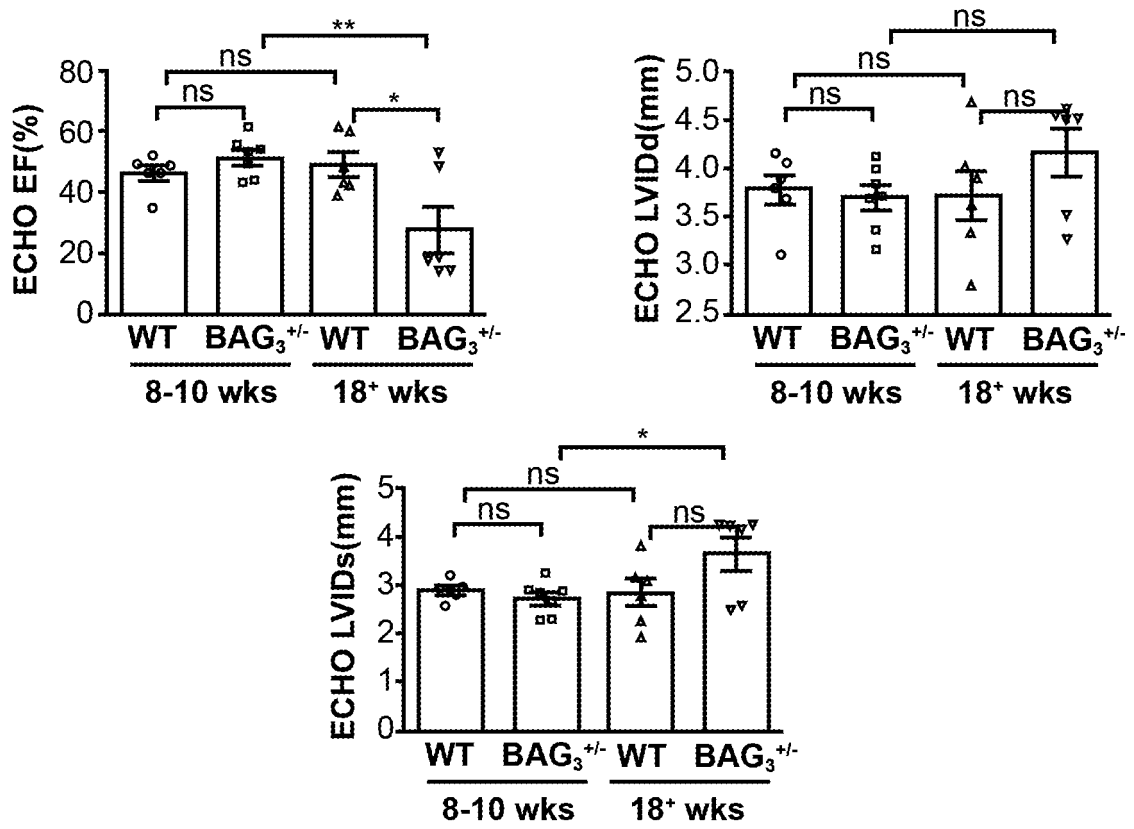 **
ns
ns
*
ECHO EF(%)
80
60
40
20
0
WT BAG₃⁺/⁻ WT BAG₃⁺/⁻
8-10 wks 18⁺ wks
ns
ns
ns
ns
ECHO LVIDd(mm)
5.0
4.5
4.0
3.5
3.0
2.5
WT BAG₃⁺/⁻ WT BAG₃⁺/⁻
8-10 wks 18⁺ wks
*
ns
ns
ns
ECHO LVIDs(mm)
5
4
3
2
1
0
WT BAG₃⁺/⁻ WT BAG₃⁺/⁻
8-10 wks 18⁺ wks